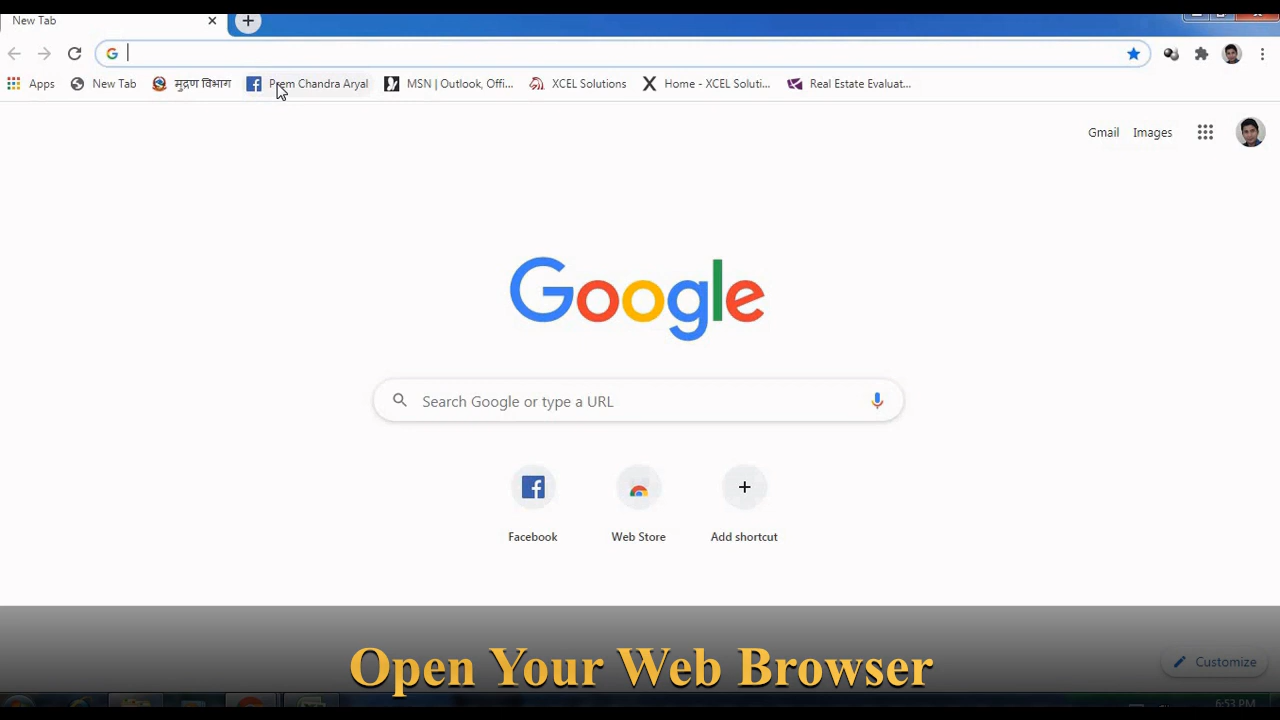 New Tab
Apps New Tab मुद्रण विभाग Prem Chandra Aryal MSN | Outlook, Offi... XCEL Solutions Home - XCEL Soluti... Real Estate Evaluat...
Gmail Images
Google
Search Google or type a URL
Facebook Web Store Add shortcut
Customize
Open Your Web Browser
6:53 PM